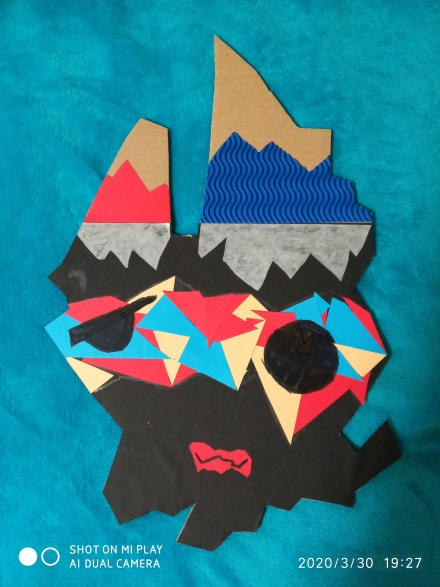 SHOT ON MI PLAY
AI DUAL CAMERA
2020/3/30 19:27